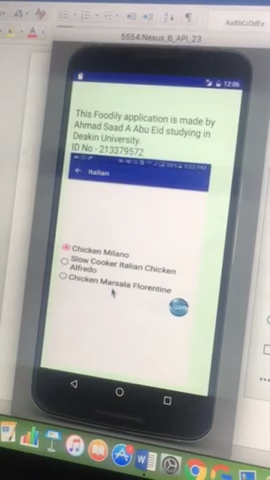 AaBbCcDdEe
5554:Nexus_6_API_23
12:06
This Foodily application is made by
Ahmad Saad A Abu Eid studying in
Deakin University.
ID No - 213379572
Italian
Chicken Milano
Slow Cooker Italian Chicken
Alfredo
Chicken Marsala Florentine